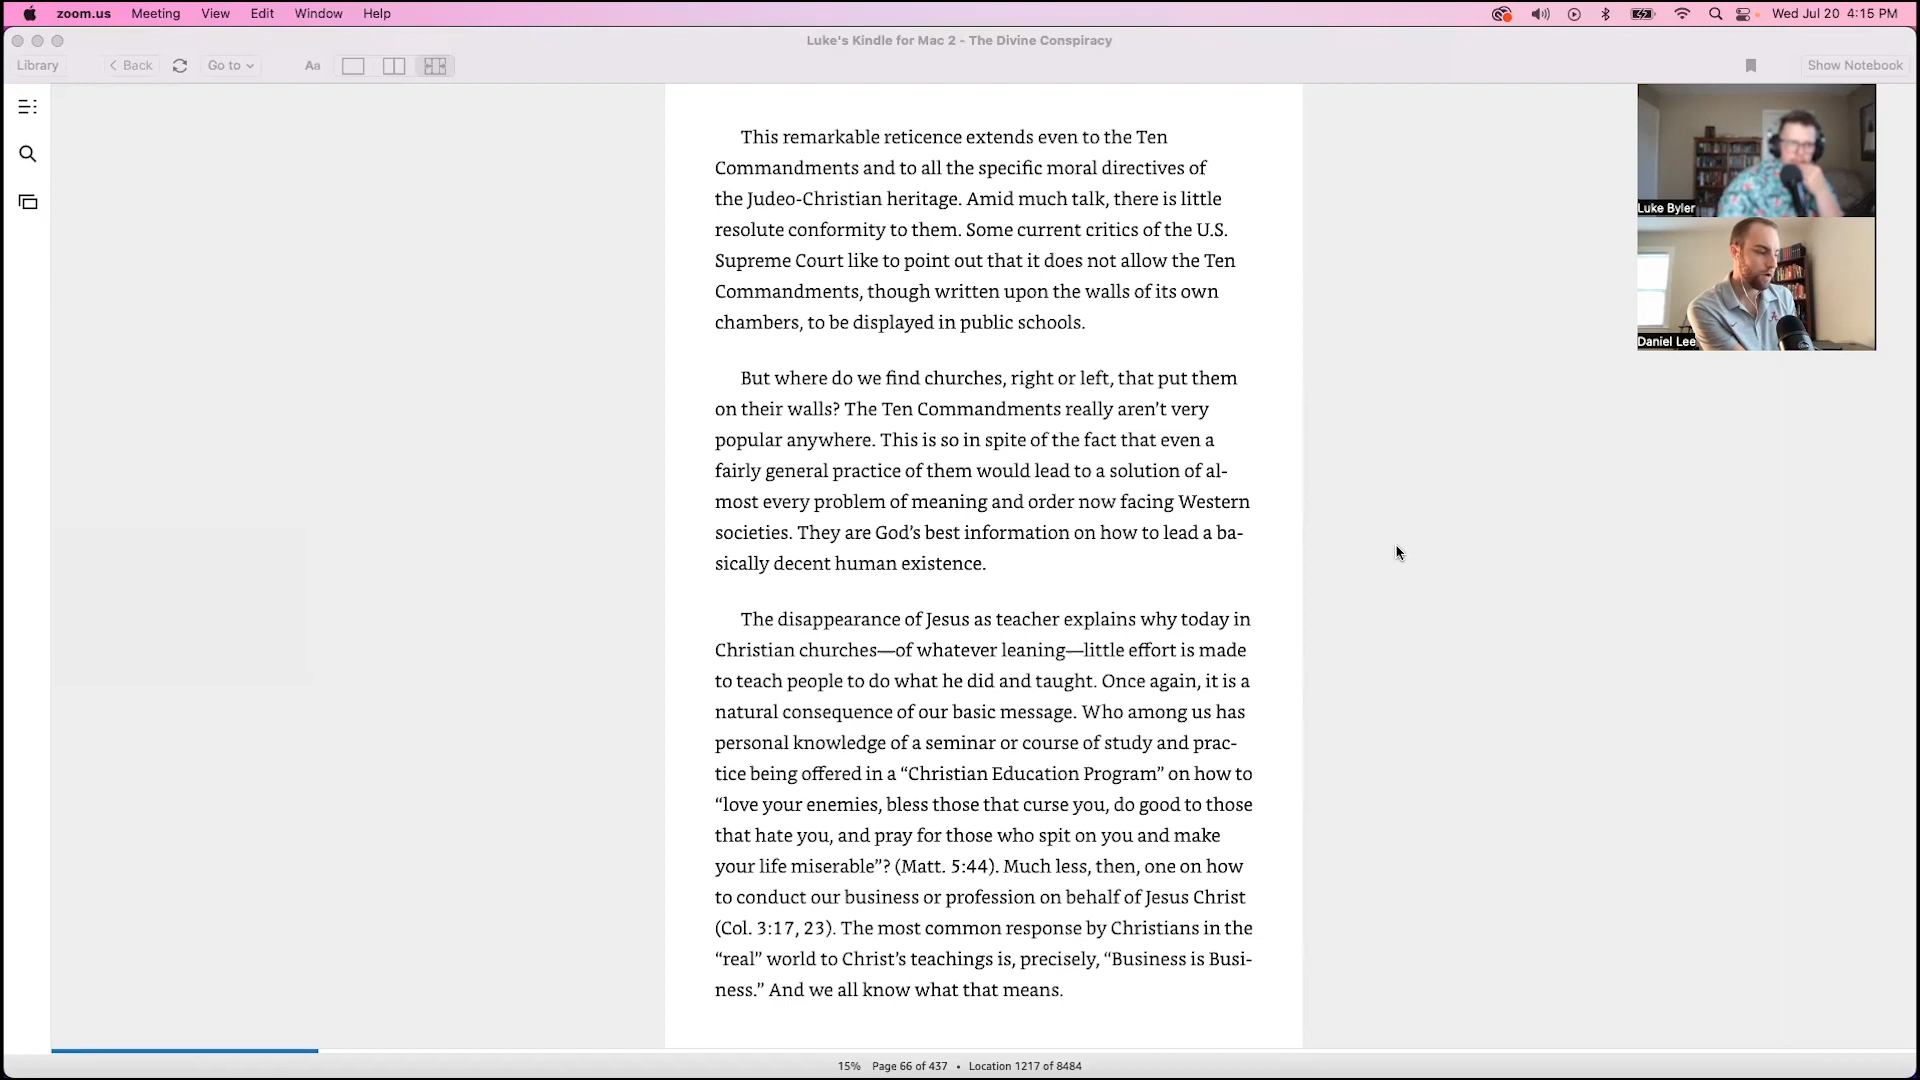 zoom.us Meeting View Edit Window Help Wed Jul 20 4:15 PM
Luke's Kindle for Mac 2 - The Divine Conspiracy
Library Back Go to Aa Show Notebook
This remarkable reticence extends even to the Ten
Commandments and to all the specific moral directives of
the Judeo-Christian heritage. Amid much talk, there is little
resolute conformity to them. Some current critics of the U.S.
Supreme Court like to point out that it does not allow the Ten
Commandments, though written upon the walls of its own
chambers, to be displayed in public schools.
But where do we find churches, right or left, that put them
on their walls? The Ten Commandments really aren’t very
popular anywhere. This is so in spite of the fact that even a
fairly general practice of them would lead to a solution of al-
most every problem of meaning and order now facing Western
societies. They are God’s best information on how to lead a ba-
sically decent human existence.
The disappearance of Jesus as teacher explains why today in
Christian churches—of whatever leaning—little effort is made
to teach people to do what he did and taught. Once again, it is a
natural consequence of our basic message. Who among us has
personal knowledge of a seminar or course of study and prac-
tice being offered in a “Christian Education Program” on how to
“love your enemies, bless those that curse you, do good to those
that hate you, and pray for those who spit on you and make
your life miserable”? (Matt. 5:44). Much less, then, one on how
to conduct our business or profession on behalf of Jesus Christ
(Col. 3:17, 23). The most common response by Christians in the
“real” world to Christ’s teachings is, precisely, “Business is Busi-
ness.” And we all know what that means.
Luke Byler
Daniel Lee
15% Page 66 of 437 • Location 1217 of 8484